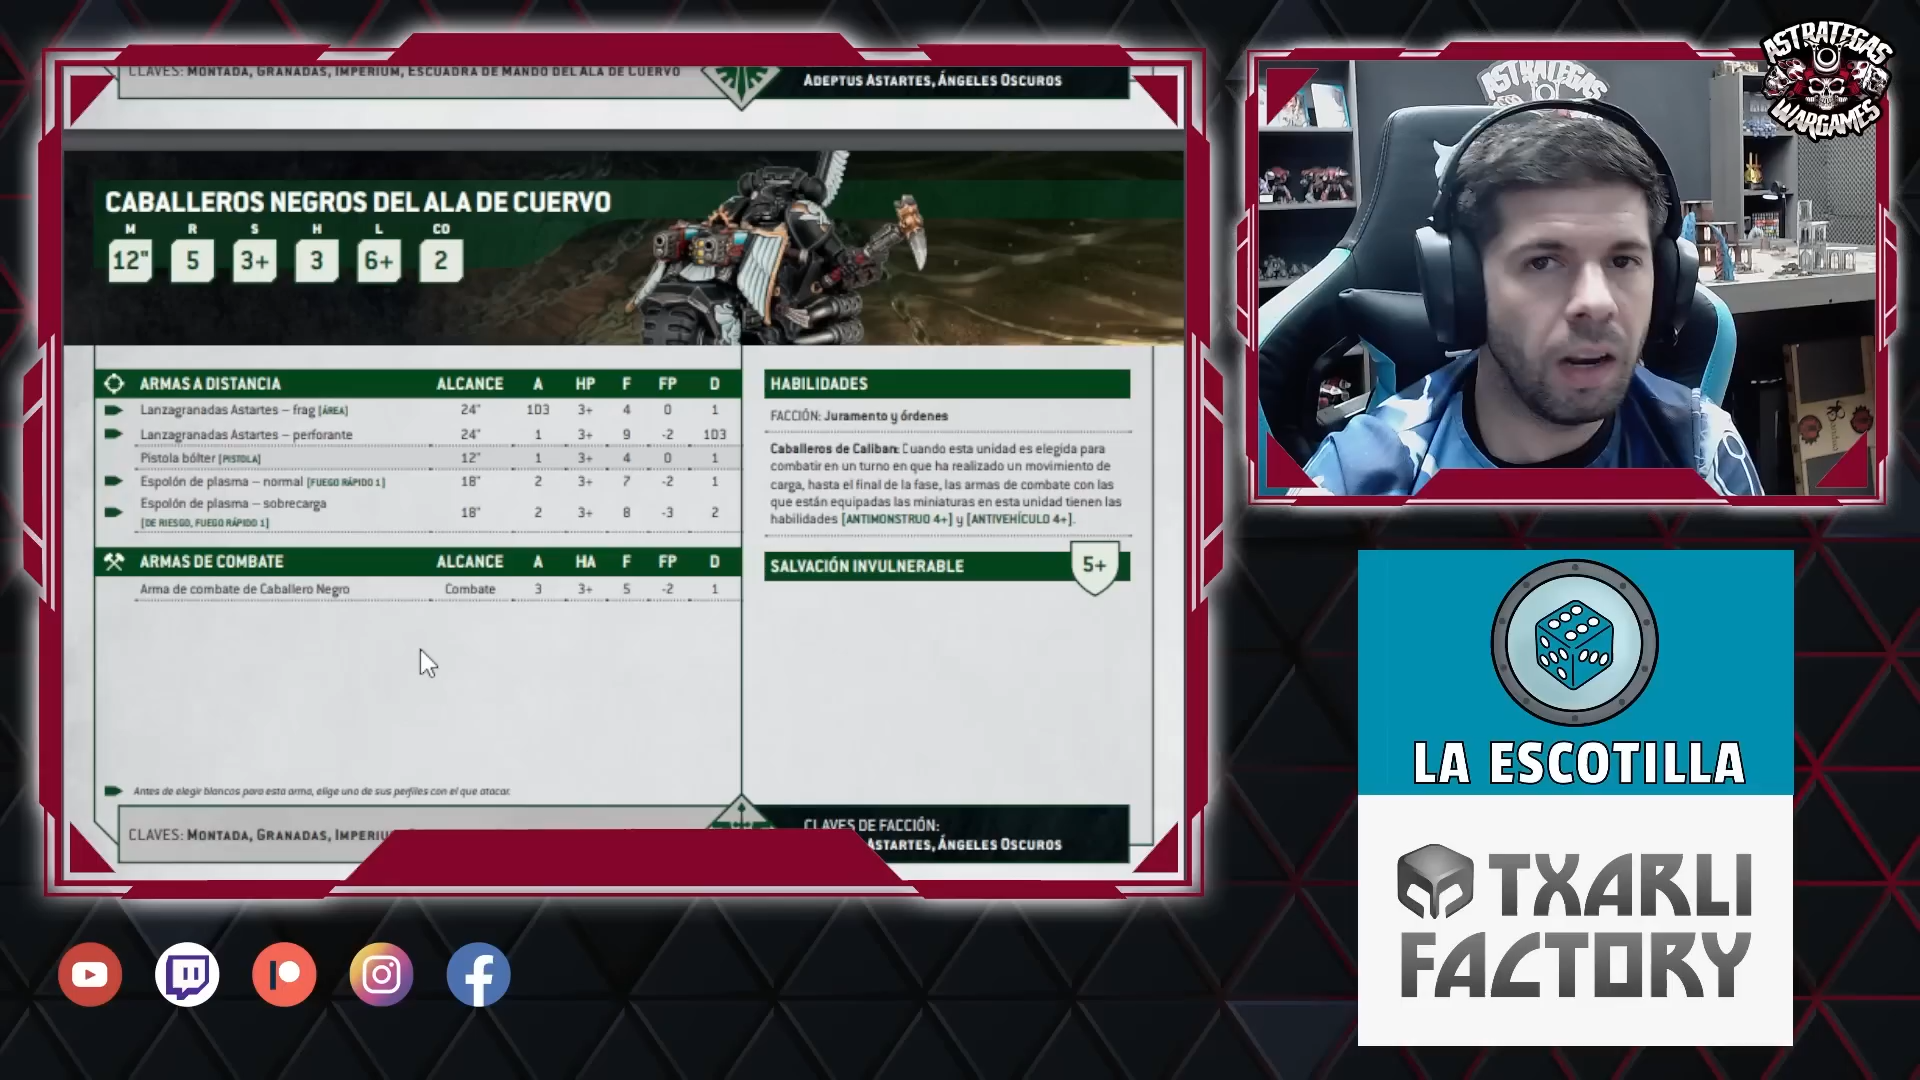 CLAVES: MONTADA, GRANADAS, IMPERIUM, ESCUADRA DE MANDO DEL ALA DE CUERVO
ADEPTUS ASTARTES, ÁNGELES OSCUROS
CABALLEROS NEGROS DEL ALA DE CUERVO
M R S H L CO
12" 5 3+ 3 6+ 2
ARMAS A DISTANCIA ALCANCE A HP F FP D
Lanzagranadas Astartes – frag [ÁREA] 24" 1D3 3+ 4 0 1
Lanzagranadas Astartes – perforante 24" 1 3+ 9 -2 1D3
Pistola bólter [PISTOLA] 12" 1 3+ 4 0 1
Espolón de plasma – normal [FUEGO RÁPIDO 1] 18" 2 3+ 7 -2 1
Espolón de plasma – sobrecarga
[DE RIESGO, FUEGO RÁPIDO 1] 18" 2 3+ 8 -3 2
ARMAS DE COMBATE ALCANCE A HA F FP D
Arma de combate de Caballero Negro Combate 3 3+ 5 -2 1
Antes de elegir blancos para esta arma, elige uno de sus perfiles con el que atacar.
HABILIDADES
FACCIÓN: Juramento y órdenes
Caballeros de Caliban: Cuando esta unidad es elegida para
combatir en un turno en que ha realizado un movimiento de
carga, hasta el final de la fase, las armas de combate con las
que están equipadas las miniaturas en esta unidad tienen las
habilidades [ANTIMONSTRUO 4+] y [ANTIVEHÍCULO 4+].
SALVACIÓN INVULNERABLE 5+
CLAVES: MONTADA, GRANADAS, IMPERIU
CLAVES DE FACCIÓN:
ASTARTES, ÁNGELES OSCUROS
ASTRATEGAS
WARGAMES
ASTRATEGAS
LA ESCOTILLA
TXARLI
FACTORY